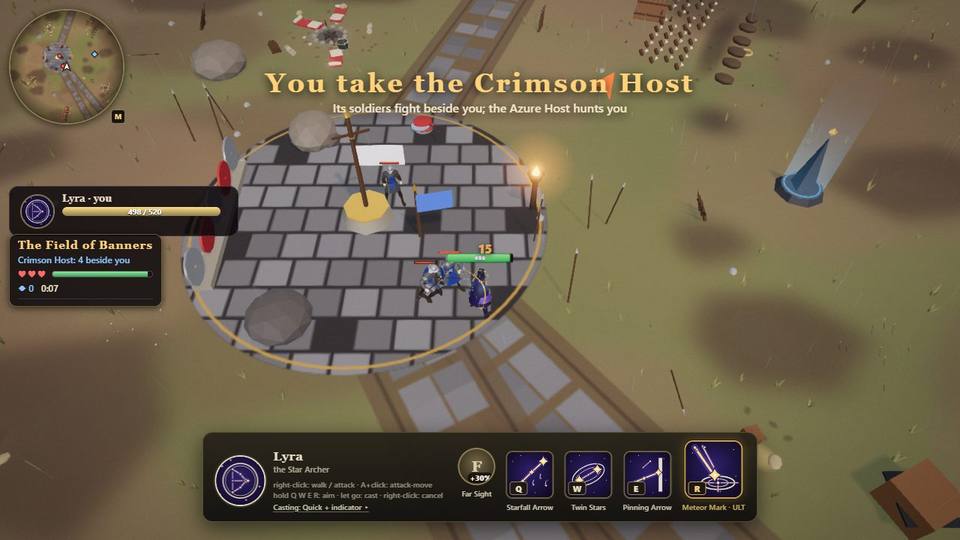 You take the Crimson Host
Its soldiers fight beside you; the Azure Host hunts you
M
Lyra · you
498 / 520
The Field of Banners
Crimson Host: 4 beside you
0 0:07
15
Lyra
the Star Archer
right-click: walk / attack · A+click: attack-move
hold Q W E R: aim · let go: cast · right-click: cancel
Casting: Quick + indicator
F
+30%
Far Sight
Q
Starfall Arrow
W
Twin Stars
E
Pinning Arrow
R
Meteor Mark · ULT